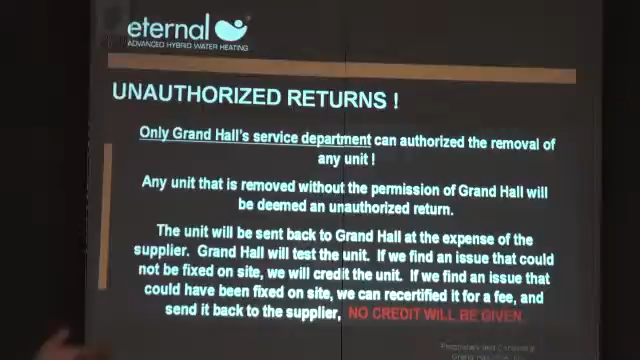 eternal
ADVANCED HYBRID WATER HEATING
UNAUTHORIZED RETURNS !
Only Grand Hall's service department can authorized the removal of
any unit !
Any unit that is removed without the permission of Grand Hall will
be deemed an unauthorized return.
The unit will be sent back to Grand Hall at the expense of the
supplier. Grand Hall will test the unit. If we find an issue that could
not be fixed on site, we will credit the unit. If we find an issue that
could have been fixed on site, we can recertified it for a fee, and
send it back to the supplier, NO CREDIT WILL BE GIVEN.
Proprietary and
Grand Hall